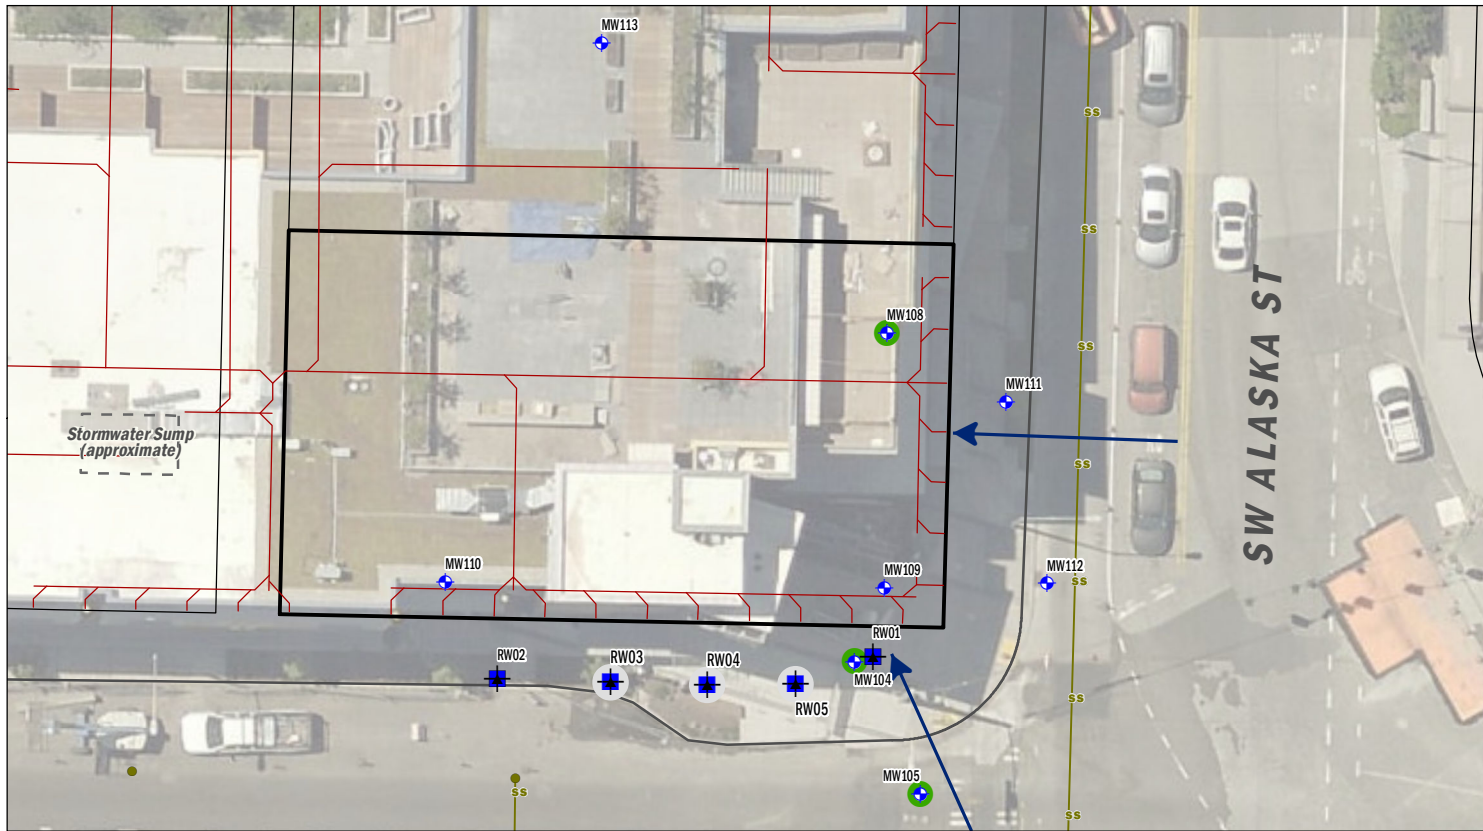 MW113
SS
SS
MW108
SS
MW111
SW ALASKA ST
Stormwater Sump
(approximate)
SS
MW110
MW109
MW112
SS
RW01
RW02
RW03
RW04
MW104
RW05
SS
MW105
SS
SS